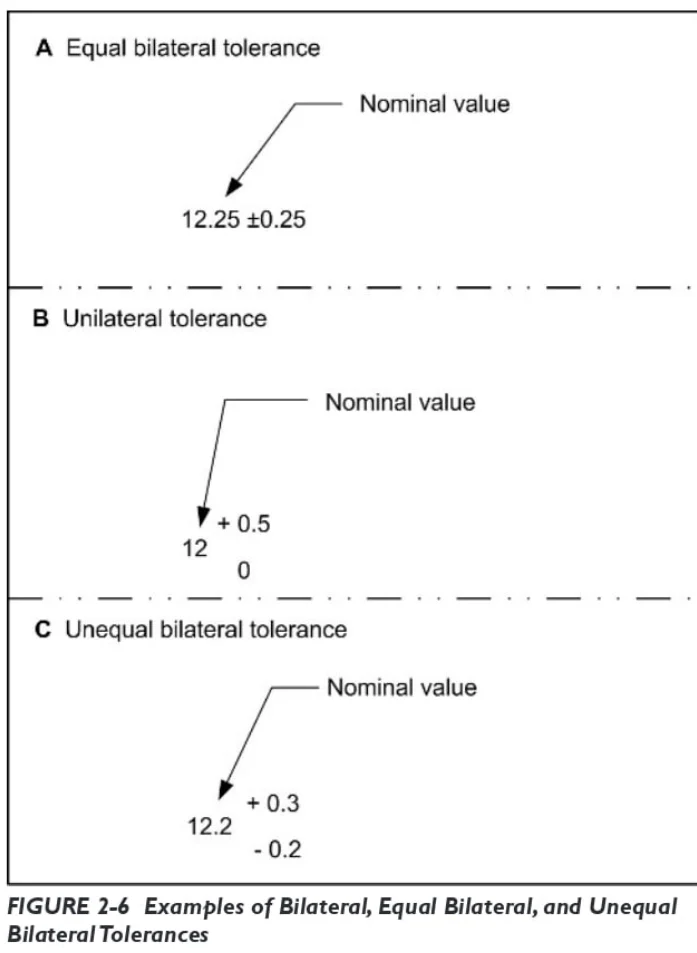 A Equal bilateral tolerance
Nominal value
12.25 ±0.25
B Unilateral tolerance
Nominal value
+ 0.5
12
0
C Unequal bilateral tolerance
Nominal value
+ 0.3
12.2
- 0.2
FIGURE 2-6 Examples of Bilateral, Equal Bilateral, and Unequal
Bilateral Tolerances